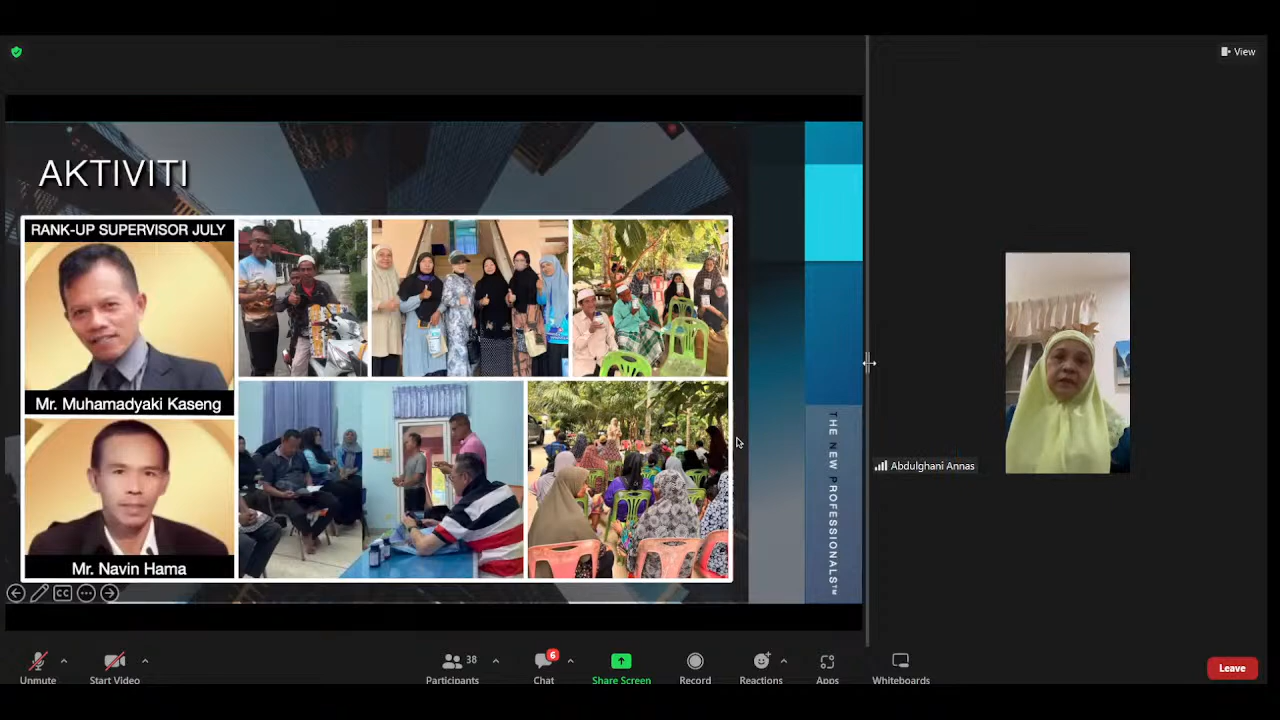 View
AKTIVITI
RANK-UP SUPERVISOR JULY
Mr. Muhamadyaki Kaseng
Mr. Navin Hama
THE NEW PROFESSIONALS™
Abdulghani Annas
CC
Unmute
Start Video
38
Participants
6
Chat
Share Screen
Record
Reactions
Apps
Whiteboards
Leave